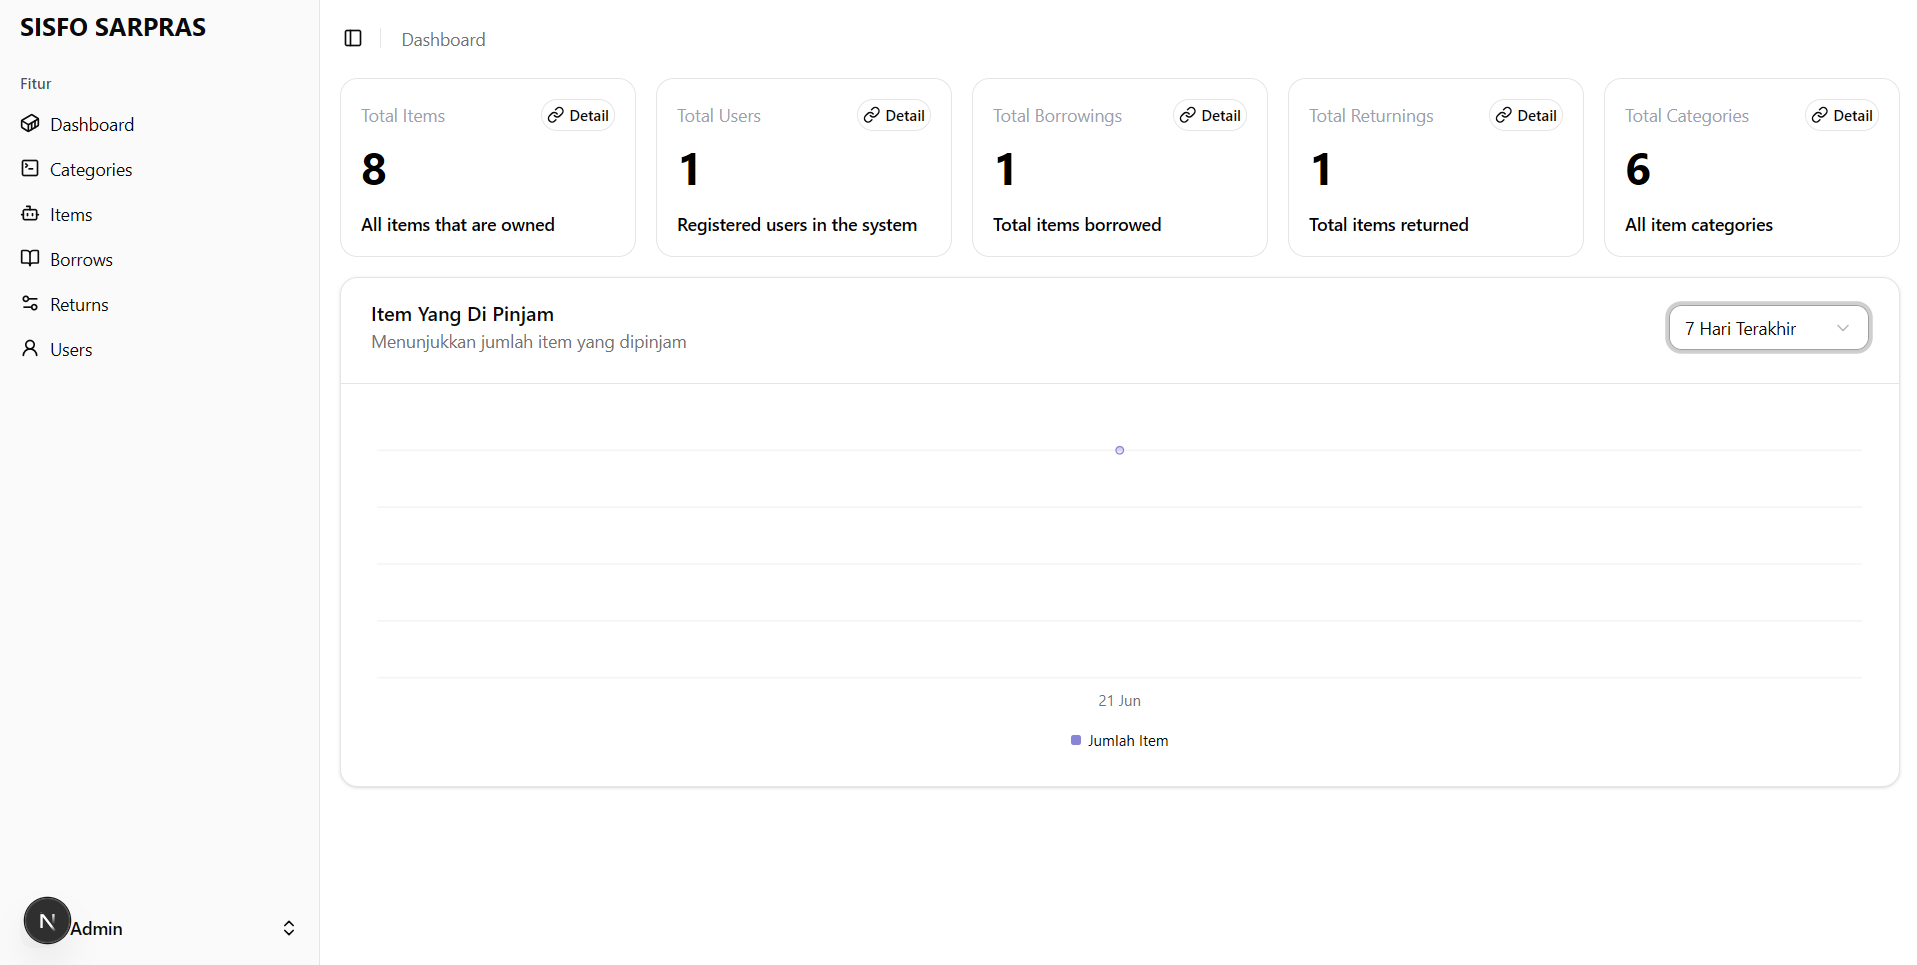 SISFO SARPRAS
Fitur
Dashboard
Categories
Items
Borrows
Returns
Users
N Admin
Dashboard
Total Items
Detail
8
All items that are owned
Total Users
Detail
1
Registered users in the system
Total Borrowings
Detail
1
Total items borrowed
Total Returnings
Detail
1
Total items returned
Total Categories
Detail
6
All item categories
Item Yang Di Pinjam
Menunjukkan jumlah item yang dipinjam
7 Hari Terakhir
21 Jun
Jumlah Item